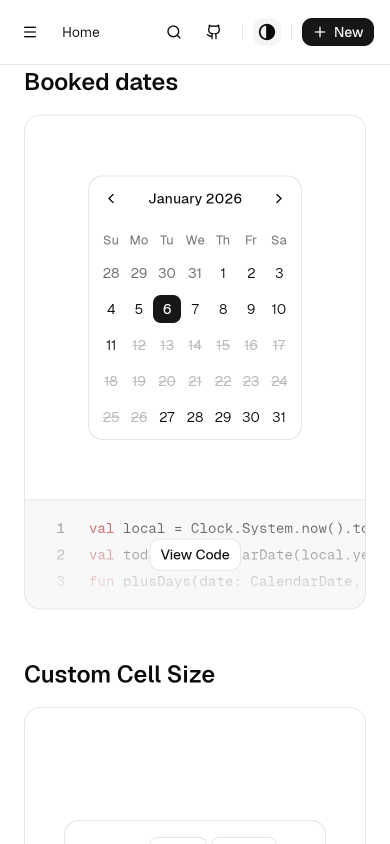 Home
New
Booked dates
January 2026
Su Mo Tu We Th Fr Sa
28 29 30 31 1 2 3
4 5 6 7 8 9 10
11 12 13 14 15 16 17
18 19 20 21 22 23 24
25 26 27 28 29 30 31
1 val local = Clock.System.now().to
2 val tod View Code arDate(local.ye
3 fun plusDays(date: CalendarDate,
Custom Cell Size